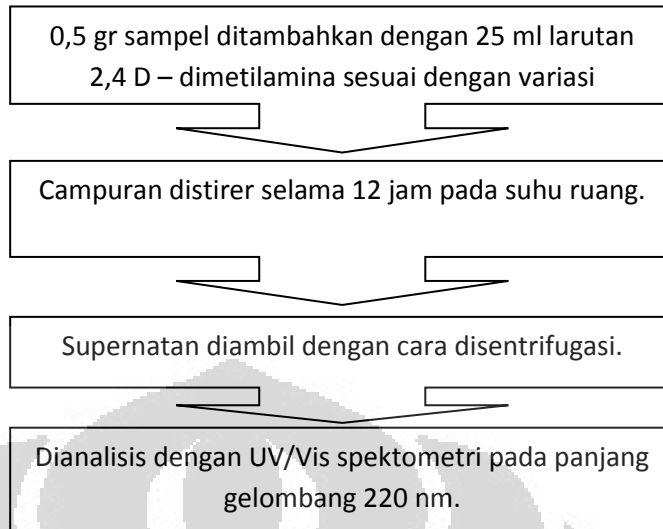 0,5 gr sampel ditambahkan dengan 25 ml larutan
2,4 D – dimetilamina sesuai dengan variasi
Campuran distirer selama 12 jam pada suhu ruang.
Supernatan diambil dengan cara disentrifugasi.
Dianalisis dengan UV/Vis spektometri pada panjang
gelombang 220 nm.